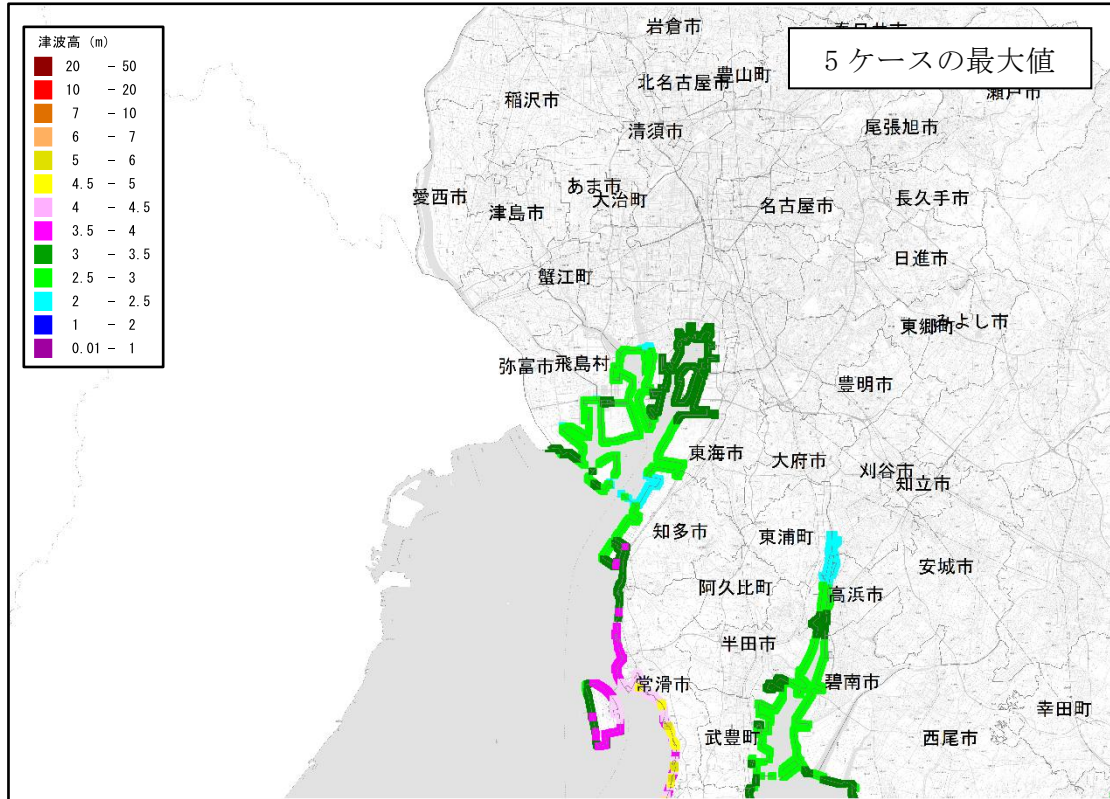 津波高 (m)
20 - 50
10 - 20
7 - 10
6 - 7
5 - 6
4.5 - 5
4 - 4.5
3.5 - 4
3 - 3.5
2.5 - 3
2 - 2.5
1 - 2
0.01 - 1
5ケースの最大値
岩倉市
豊山町
北名古屋市
稲沢市
瀬戸市
清須市
尾張旭市
あま市
大治町
愛西市
津島市
名古屋市
長久手市
日進市
蟹江町
東郷町
みよし市
弥富市
飛島村
豊明市
東海市
大府市
刈谷市
知立市
知多市
東浦町
安城市
阿久比町
高浜市
半田市
常滑市
碧南市
幸田町
武豊町
西尾市